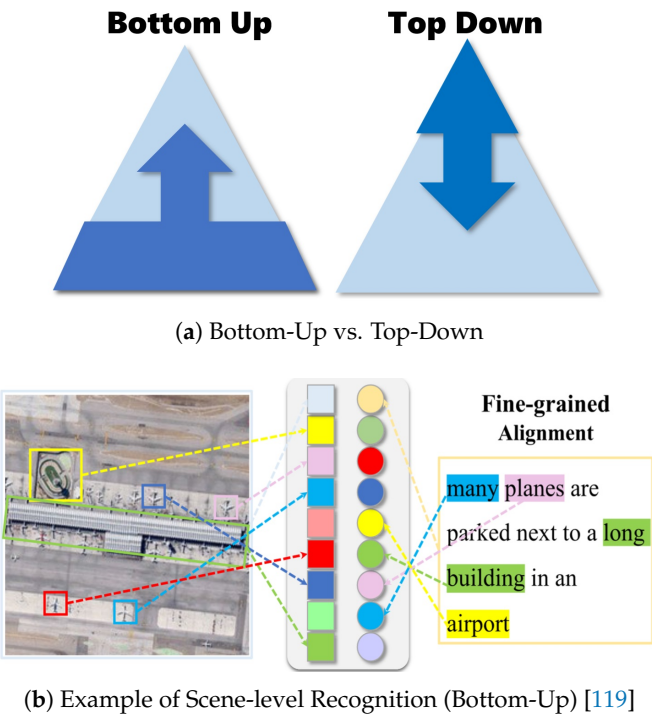 Bottom Up
Top Down
(a) Bottom-Up vs. Top-Down
Fine-grained
Alignment
many planes are
parked next to a long
building in an
airport
(b) Example of Scene-level Recognition (Bottom-Up) [119]